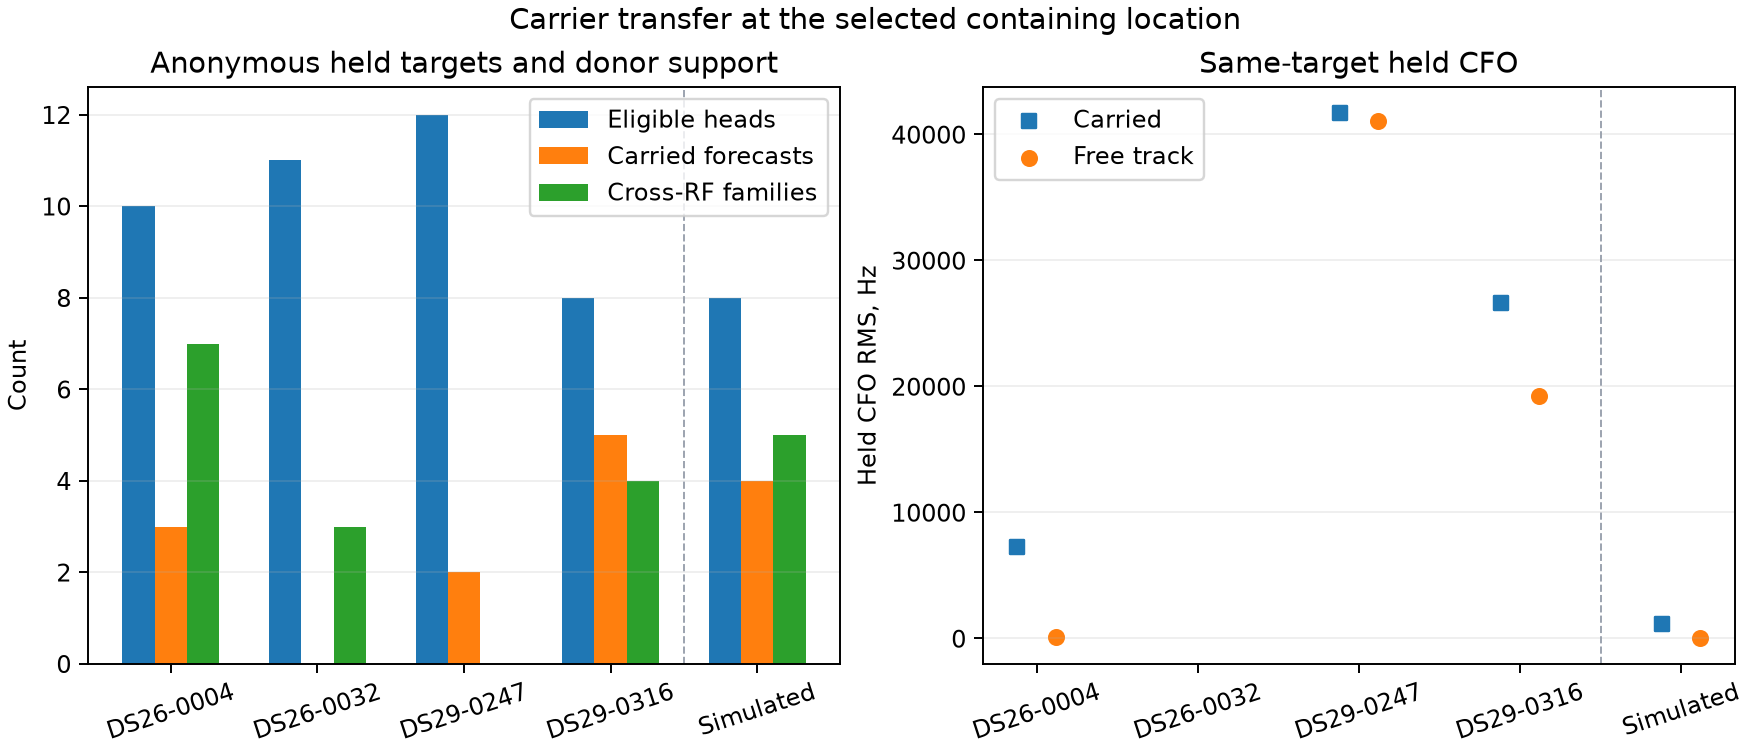 Carrier transfer at the selected containing location
Anonymous held targets and donor support
Count
0
2
4
6
8
10
12
Eligible heads
Carried forecasts
Cross-RF families
DS26-0004
DS26-0032
DS29-0247
DS29-0316
Simulated
Same-target held CFO
Held CFO RMS, Hz
0
10000
20000
30000
40000
Carried
Free track
DS26-0004
DS26-0032
DS29-0247
DS29-0316
Simulated